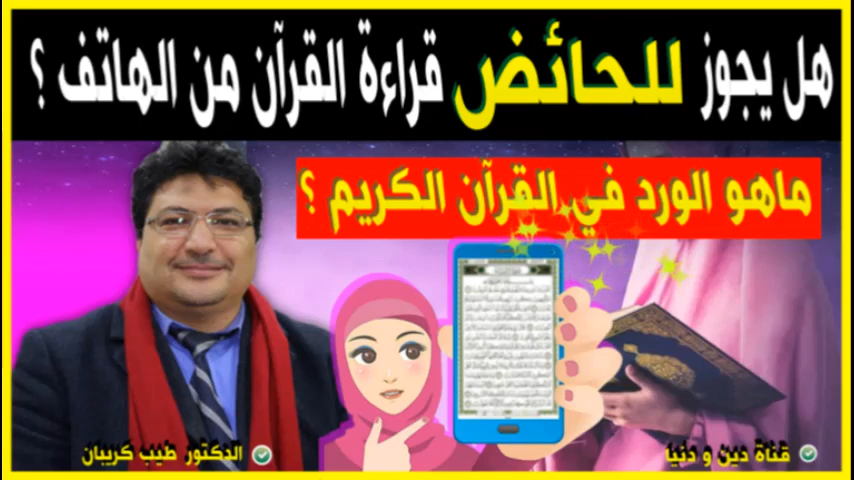 هل يجوز للحائض قراءة القرآن من الهاتف ؟
ماهو الورد في القرآن الكريم ؟
قناة دين و دنيا
الدكتور طيب كريبان